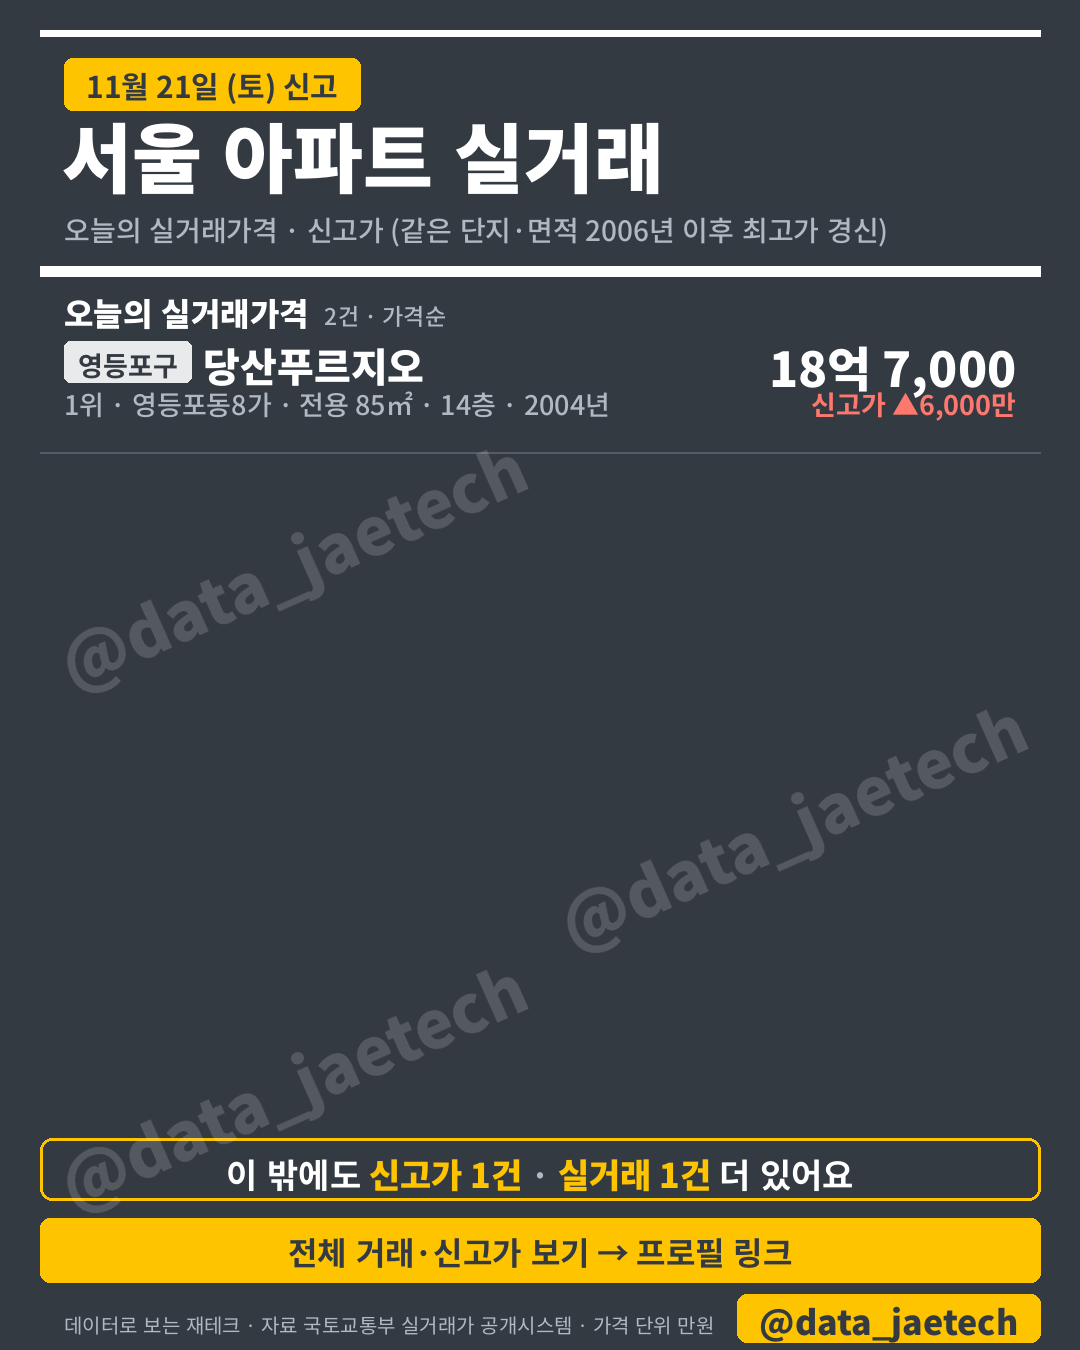 11월 21일 (토) 신고
서울 아파트 실거래
오늘의 실거래가격 · 신고가 (같은 단지·면적 2006년 이후 최고가 경신)
오늘의 실거래가격 2건 · 가격순
영등포구 당산푸르지오 18억 7,000
1위 · 영등포동8가 · 전용 85㎡ · 14층 · 2004년 신고가 ▲6,000만
@data_jaetech
@data_jaetech
@data_jaetech
이 밖에도 신고가 1건 · 실거래 1건 더 있어요
전체 거래·신고가 보기 → 프로필 링크
데이터로 보는 재테크 · 자료 국토교통부 실거래가 공개시스템 · 가격 단위 만원 @data_jaetech